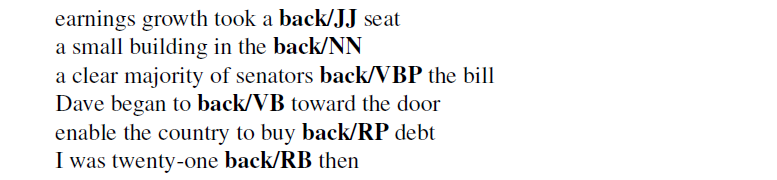 earnings growth took a back/JJ seat
a small building in the back/NN
a clear majority of senators back/VBP the bill
Dave began to back/VB toward the door
enable the country to buy back/RP debt
I was twenty-one back/RB then